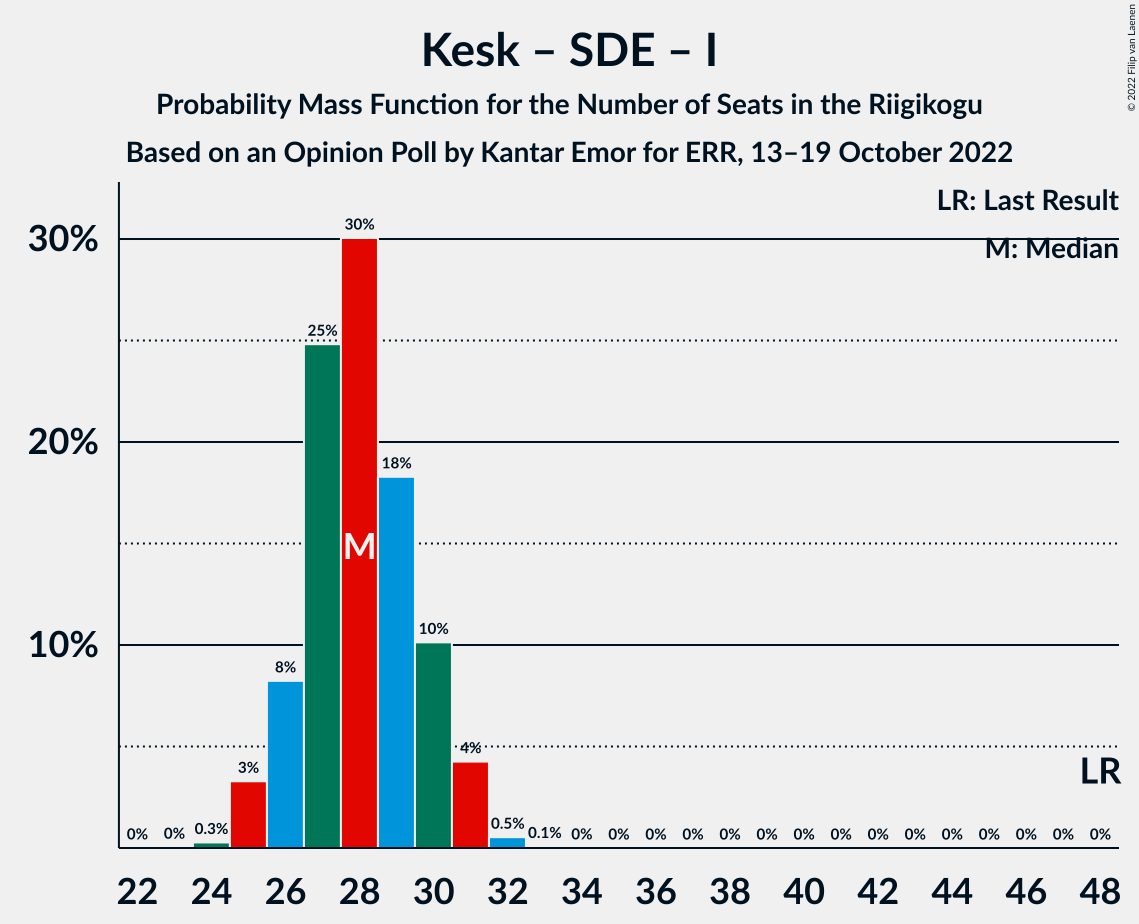 Kesk – SDE – I
Probability Mass Function for the Number of Seats in the Riigikogu
Based on an Opinion Poll by Kantar Emor for ERR, 13–19 October 2022
© 2022 Filip van Laenen
LR: Last Result
M: Median
30%
20%
10%
0% 0% 0.3% 3% 8% 25% 30% 18% 10% 4% 0.5% 0.1% 0% 0% 0% 0% 0% 0% 0% 0% 0% 0% 0% 0% 0% 0% 0%
M
LR
22 24 26 28 30 32 34 36 38 40 42 44 46 48